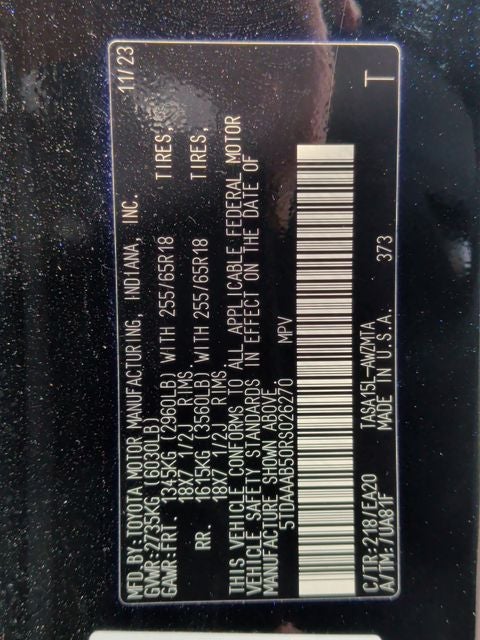 MFD.BY:TOYOTA MOTOR MANUFACTURING, INDIANA, INC. 11/23
GVWR:2735KG (6030LB)
GAWR:FRT. 1345KG (2960LB) WITH 255/65R18 TIRES,
18X7 1/2J RIMS,
RR. 1615KG (3560LB) WITH 255/65R18 TIRES,
18X7 1/2J RIMS.
THIS VEHICLE CONFORMS TO ALL APPLICABLE FEDERAL MOTOR
VEHICLE SAFETY STANDARDS IN EFFECT ON THE DATE OF
MANUFACTURE SHOWN ABOVE.
5TDAAAB50RS026270 MPV
C/TR:218/EA20 TASA15L-AWZMTA T
A/TM:/UA81F MADE IN U.S.A. 373